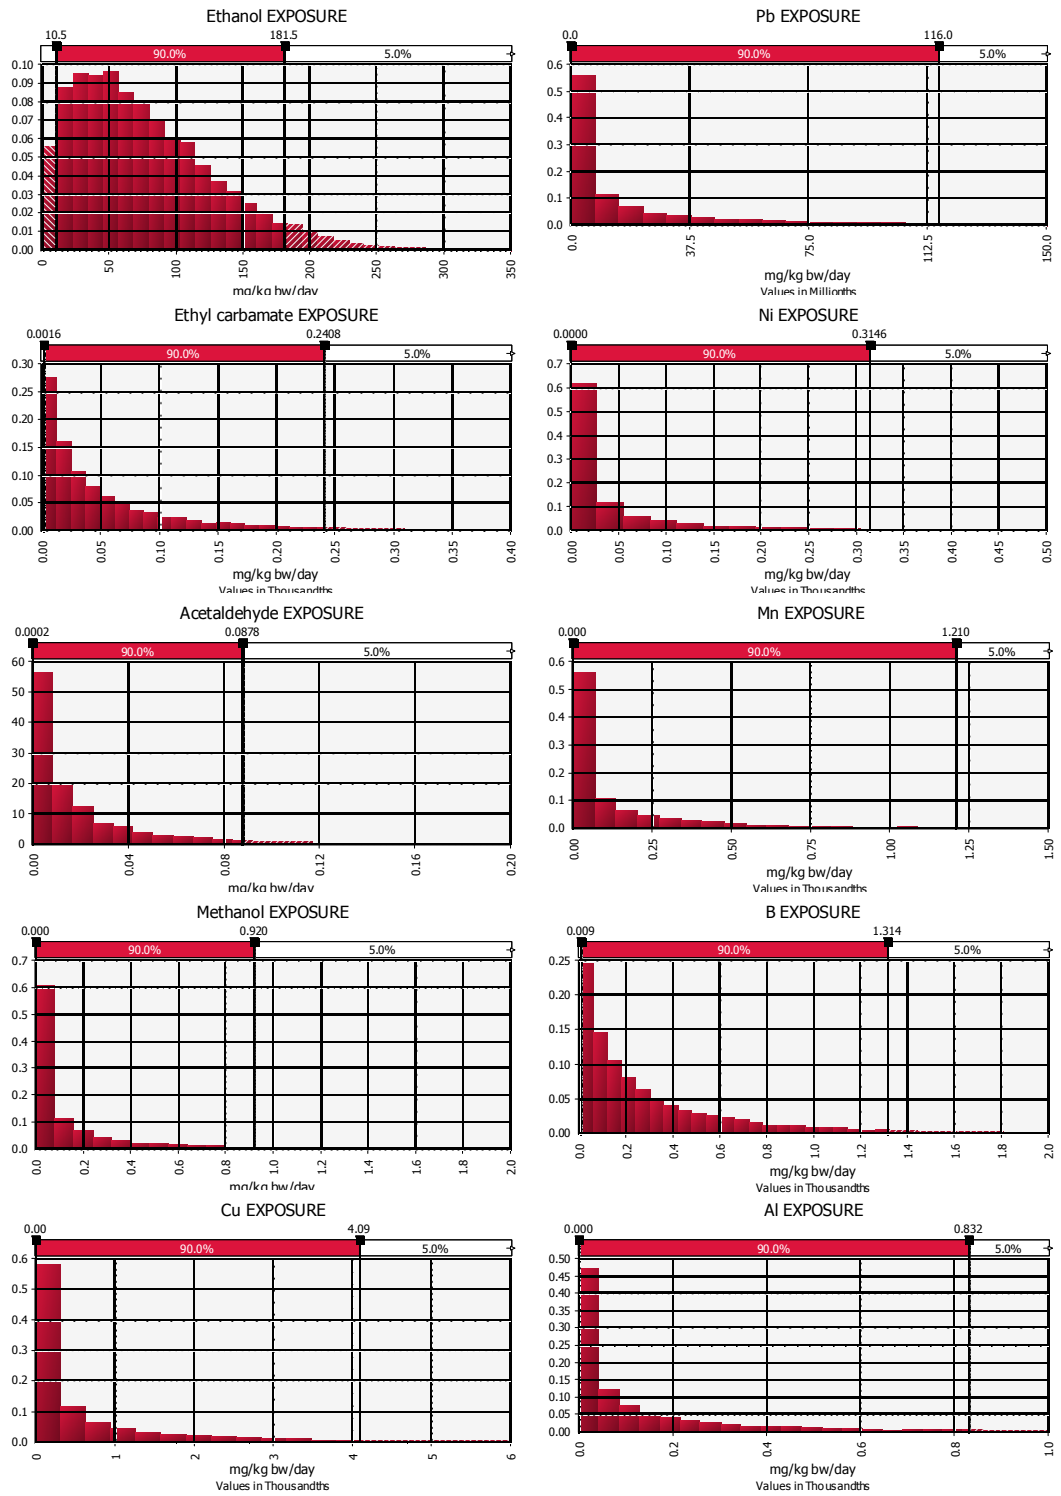 Ethanol EXPOSURE
10.5 181.5
90.0% 5.0%
0.10
0.09
0.08
0.07
0.06
0.05
0.04
0.03
0.02
0.01
0.00
0 50 100 150 200 250 300 350
mg/kg bw/day
Pb EXPOSURE
0.0 116.0
90.0% 5.0%
0.6
0.5
0.4
0.3
0.2
0.1
0.0
0.0 37.5 75.0 112.5 150.0
mg/kg bw/day
Values in Millionths
Ethyl carbamate EXPOSURE
0.0016 0.2408
90.0% 5.0%
0.30
0.25
0.20
0.15
0.10
0.05
0.00
0.00 0.05 0.10 0.15 0.20 0.25 0.30 0.35 0.40
mg/kg bw/day
Values in Thousandths
Ni EXPOSURE
0.0000 0.3146
90.0% 5.0%
0.7
0.6
0.5
0.4
0.3
0.2
0.1
0.0
0.00 0.05 0.10 0.15 0.20 0.25 0.30 0.35 0.40 0.45 0.50
mg/kg bw/day
Values in Thousandths
Acetaldehyde EXPOSURE
0.0002 0.0878
90.0% 5.0%
60
50
40
30
20
10
0
0.00 0.04 0.08 0.12 0.16 0.20
mg/kg bw/day
Mn EXPOSURE
0.000 1.210
90.0% 5.0%
0.6
0.5
0.4
0.3
0.2
0.1
0.0
0.00 0.25 0.50 0.75 1.00 1.25 1.50
mg/kg bw/day
Values in Thousandths
Methanol EXPOSURE
0.000 0.920
90.0% 5.0%
0.7
0.6
0.5
0.4
0.3
0.2
0.1
0.0
0.0 0.2 0.4 0.6 0.8 1.0 1.2 1.4 1.6 1.8 2.0
mg/kg bw/day
B EXPOSURE
0.009 1.314
90.0% 5.0%
0.25
0.20
0.15
0.10
0.05
0.00
0.0 0.2 0.4 0.6 0.8 1.0 1.2 1.4 1.6 1.8 2.0
mg/kg bw/day
Values in Thousandths
Cu EXPOSURE
0.00 4.09
90.0% 5.0%
0.6
0.5
0.4
0.3
0.2
0.1
0.0
0 1 2 3 4 5 6
mg/kg bw/day
Values in Thousandths
Al EXPOSURE
0.000 0.832
90.0% 5.0%
0.50
0.45
0.40
0.35
0.30
0.25
0.20
0.15
0.10
0.05
0.00
0.0 0.2 0.4 0.6 0.8 1.0
mg/kg bw/day
Values in Thousandths